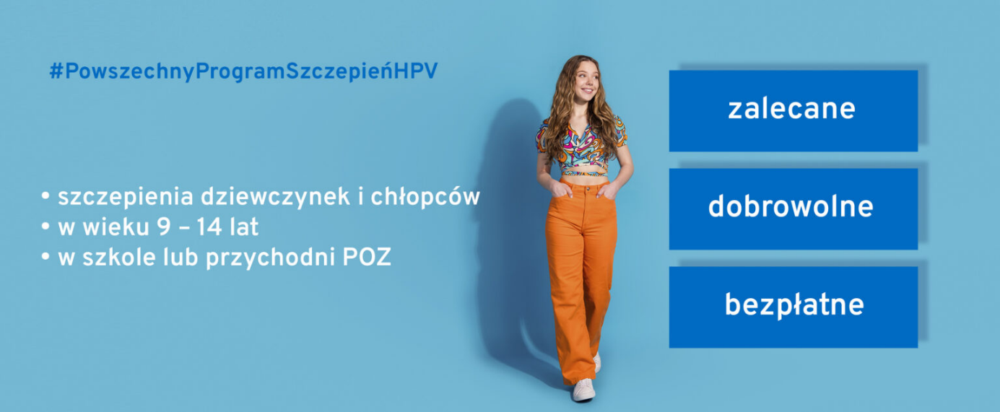 #PowszechnyProgramSzczepieńHPV
• szczepienia dziewczynek i chłopców
• w wieku 9 – 14 lat
• w szkole lub przychodni POZ
zalecane
dobrowolne
bezpłatne